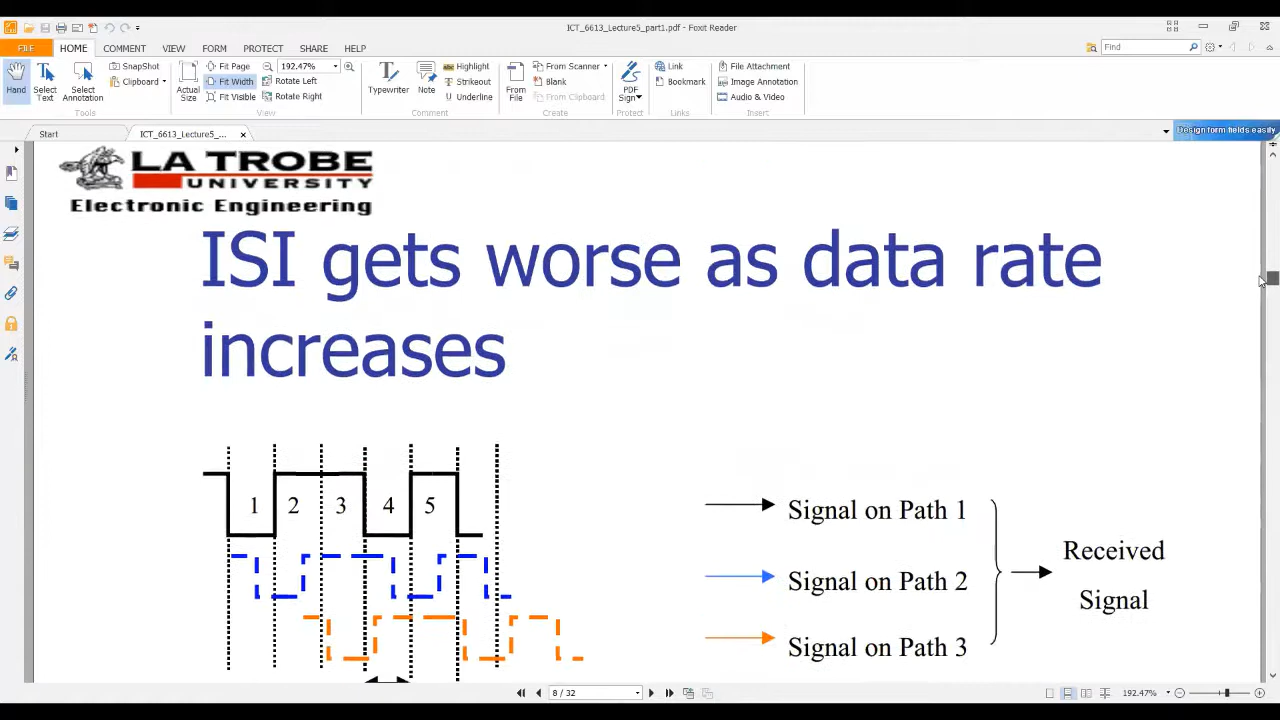 ICT_6613_Lecture5_part1.pdf - Foxit Reader
FILE HOME COMMENT VIEW FORM PROTECT SHARE HELP
Find
Hand
Select Text
Select Annotation
SnapShot
Clipboard
Tools
Actual Size
Fit Page
Fit Width
Fit Visible
192.47%
Rotate Left
Rotate Right
View
Typewriter
Note
Highlight
Strikeout
Underline
Comment
From File
From Scanner
Blank
From Clipboard
Create
PDF Sign
Protect
Link
Bookmark
Links
File Attachment
Image Annotation
Audio & Video
Insert
Start
ICT_6613_Lecture5_...
Design form fields easily
LA TROBE
UNIVERSITY
Electronic Engineering
ISI gets worse as data rate
increases
1 2 3 4 5
Signal on Path 1
Signal on Path 2
Signal on Path 3
Received
Signal
8 / 32
192.47%